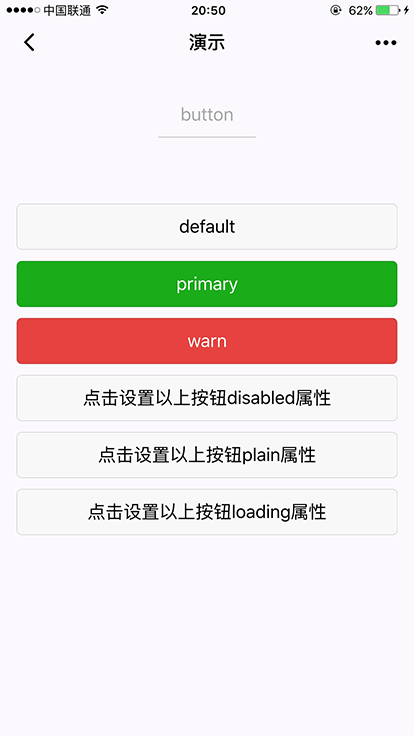 中国联通 20:50 62%
演示
button
default
primary
warn
点击设置以上按钮disabled属性
点击设置以上按钮plain属性
点击设置以上按钮loading属性